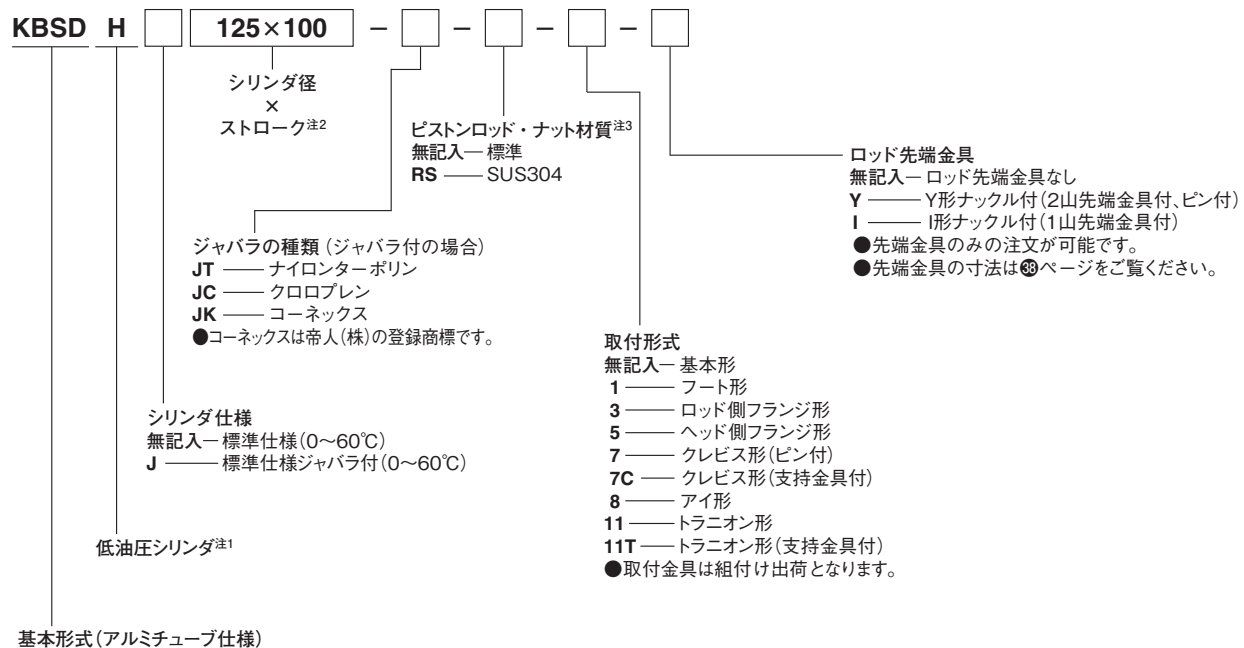 KBSD H 125×100 － － － －
シリンダ径
×
ストローク注2
ピストンロッド・ナット材質注3
無記入 標準
RS SUS304
ロッド先端金具
無記入 ロッド先端金具なし
Y Y形ナックル付(2山先端金具付、ピン付)
I I形ナックル付(1山先端金具付)
●先端金具のみの注文が可能です。
●先端金具の寸法は㊳ページをご覧ください。
ジャバラの種類(ジャバラ付の場合)
JT ナイロンターポリン
JC クロロプレン
JK コーネックス
●コーネックスは帝人(株)の登録商標です。
取付形式
無記入 基本形
1 フート形
3 ロッド側フランジ形
5 ヘッド側フランジ形
7 クレビス形(ピン付)
7C クレビス形(支持金具付)
8 アイ形
11 トラニオン形
11T トラニオン形(支持金具付)
●取付金具は組付け出荷となります。
シリンダ仕様
無記入 標準仕様(0〜60℃)
J 標準仕様ジャバラ付(0〜60℃)
低油圧シリンダ注1
基本形式(アルミチューブ仕様)